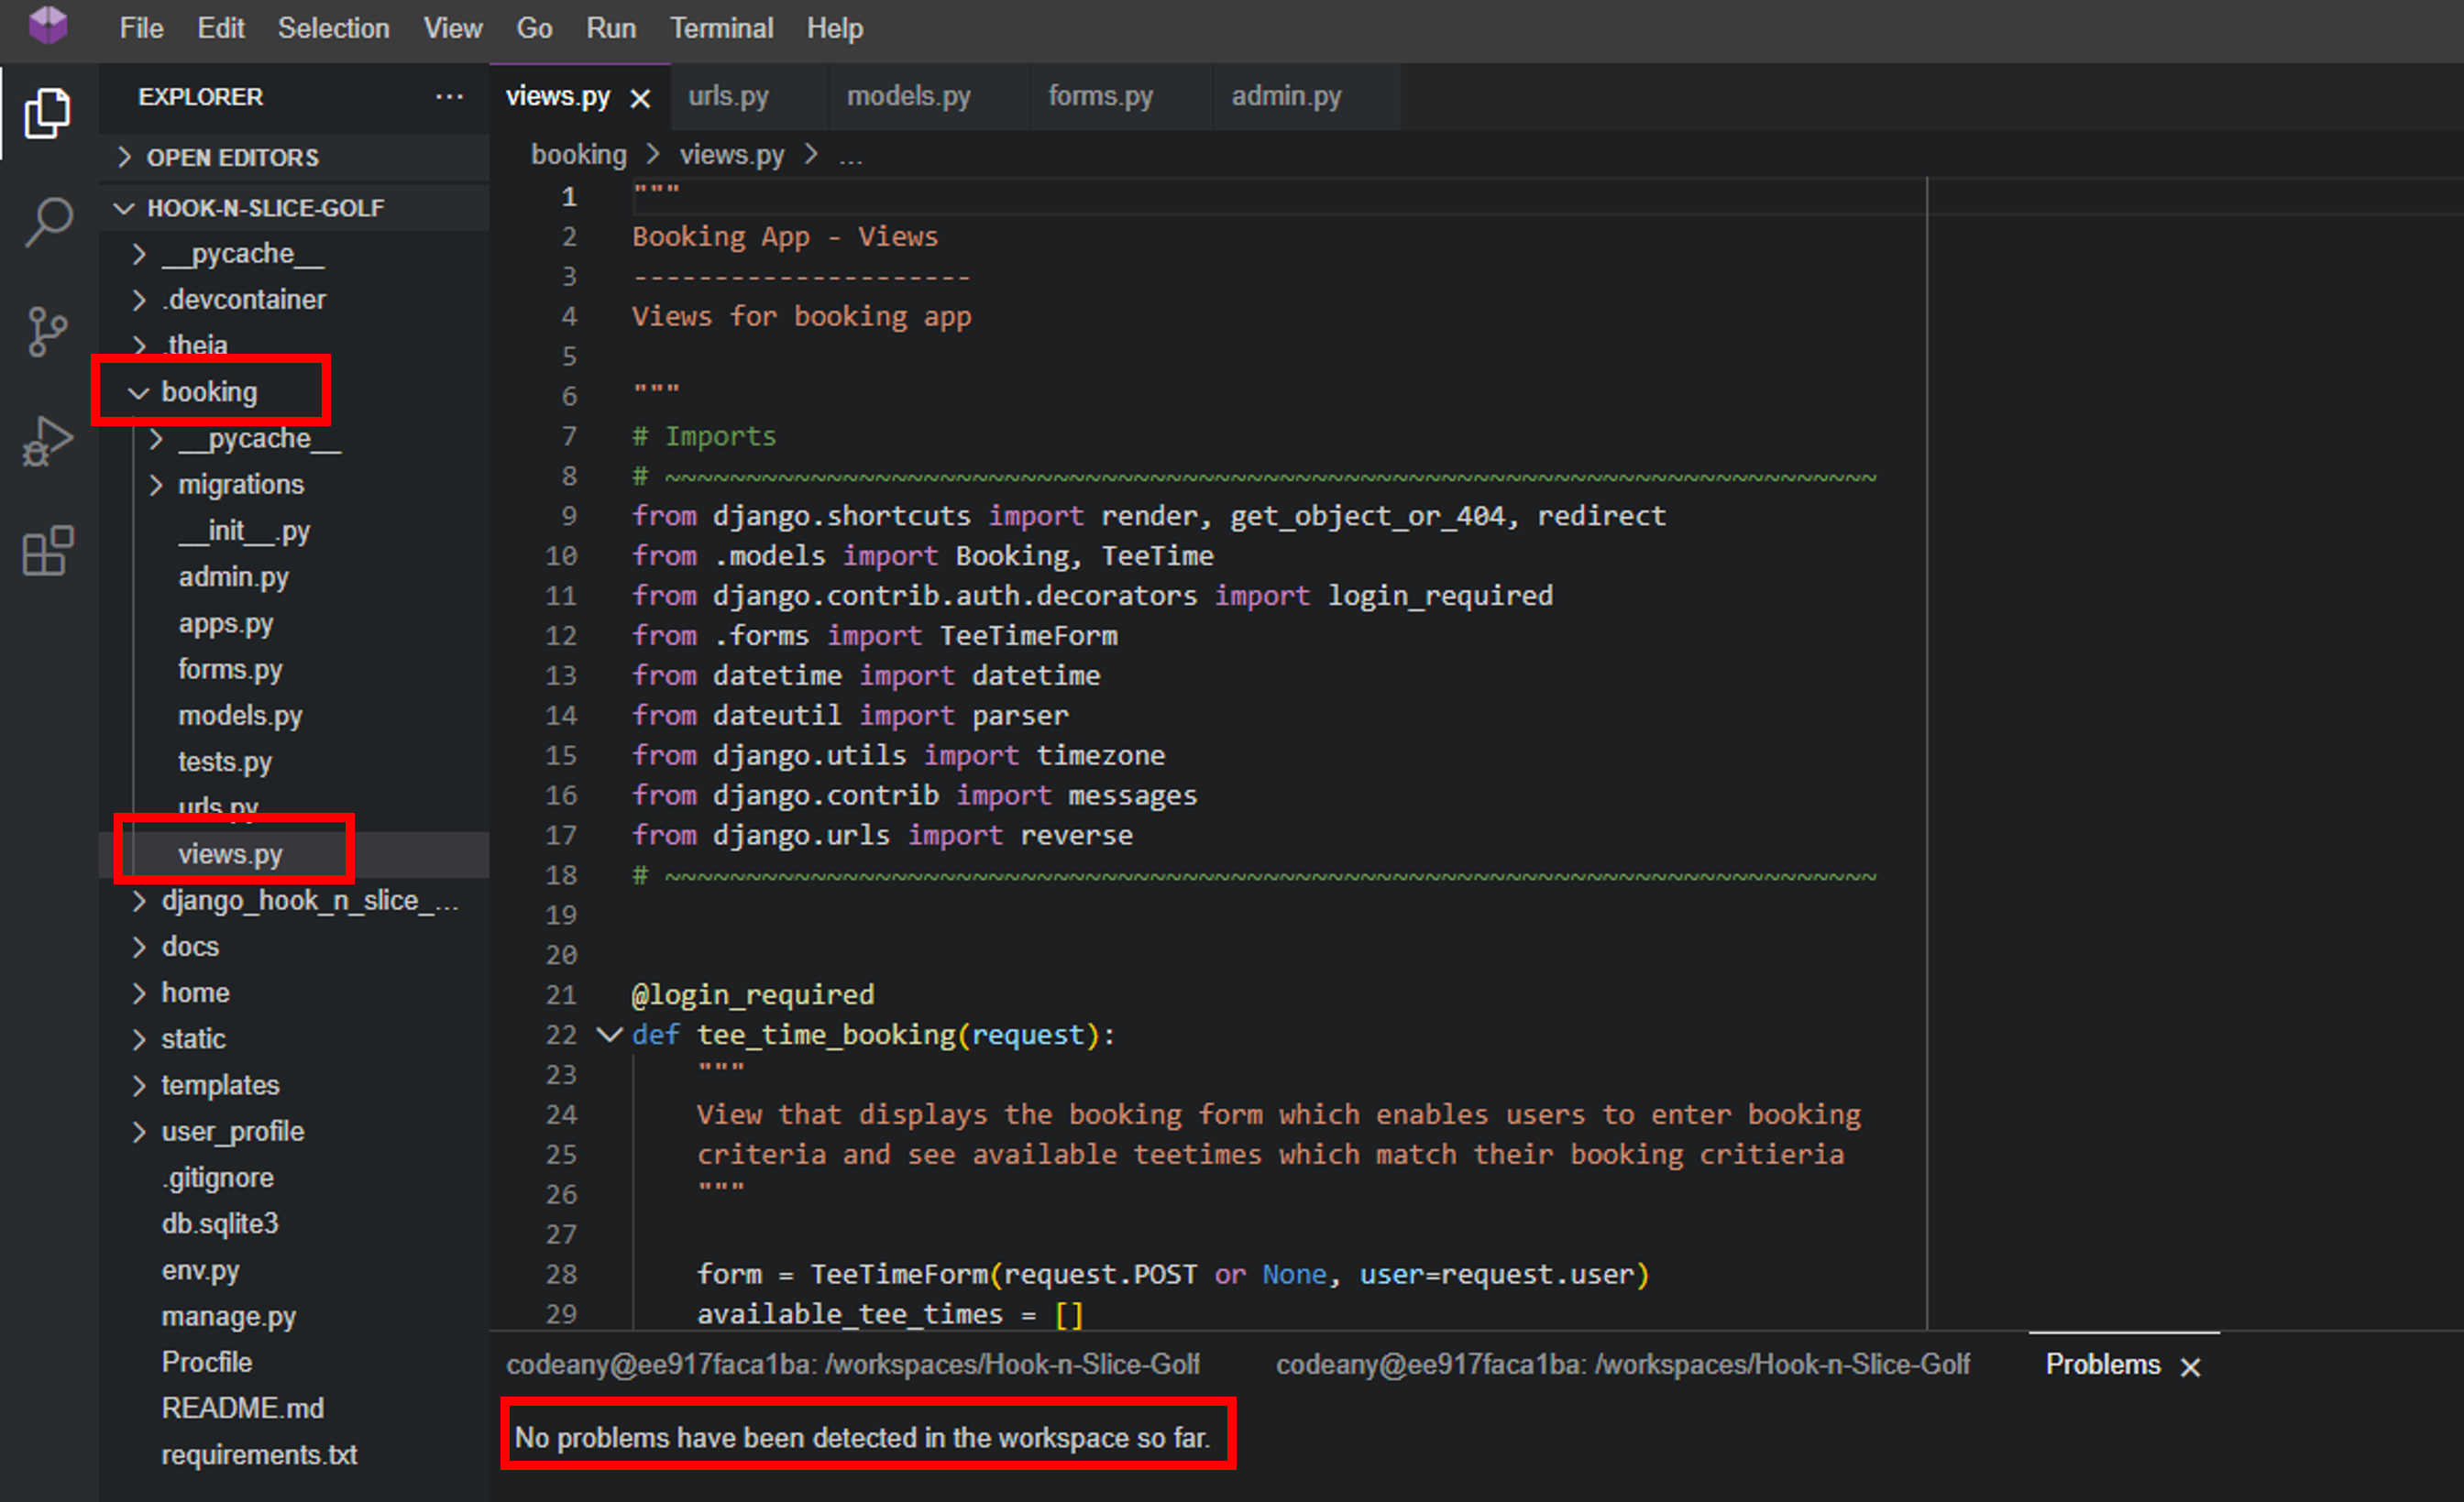 File Edit Selection View Go Run Terminal Help
EXPLORER ...
OPEN EDITORS
HOOK-N-SLICE-GOLF
__pycache__
.devcontainer
.theia
booking
__pycache__
migrations
__init__.py
admin.py
apps.py
forms.py
models.py
tests.py
urls.py
views.py
django_hook_n_slice_...
docs
home
static
templates
user_profile
.gitignore
db.sqlite3
env.py
manage.py
Procfile
README.md
requirements.txt
views.py urls.py models.py forms.py admin.py
booking > views.py > ...
1 """
2 Booking App - Views
3 ---------------------
4 Views for booking app
5
6 """
7 # Imports
8 # ~~~~~~~~~~~~~~~~~~~~~~~~~~~~~~~~~~~~~~~~~~~~~~~~~~~~~~~~~~~~~~~~~~~~~~~~~~~
9 from django.shortcuts import render, get_object_or_404, redirect
10 from .models import Booking, TeeTime
11 from django.contrib.auth.decorators import login_required
12 from .forms import TeeTimeForm
13 from datetime import datetime
14 from dateutil import parser
15 from django.utils import timezone
16 from django.contrib import messages
17 from django.urls import reverse
18 # ~~~~~~~~~~~~~~~~~~~~~~~~~~~~~~~~~~~~~~~~~~~~~~~~~~~~~~~~~~~~~~~~~~~~~~~~~~~
19
20
21 @login_required
22 def tee_time_booking(request):
23 """
24 View that displays the booking form which enables users to enter booking
25 criteria and see available teetimes which match their booking critieria
26 """
27
28 form = TeeTimeForm(request.POST or None, user=request.user)
29 available_tee_times = []
codeany@ee917faca1ba: /workspaces/Hook-n-Slice-Golf codeany@ee917faca1ba: /workspaces/Hook-n-Slice-Golf Problems
No problems have been detected in the workspace so far.